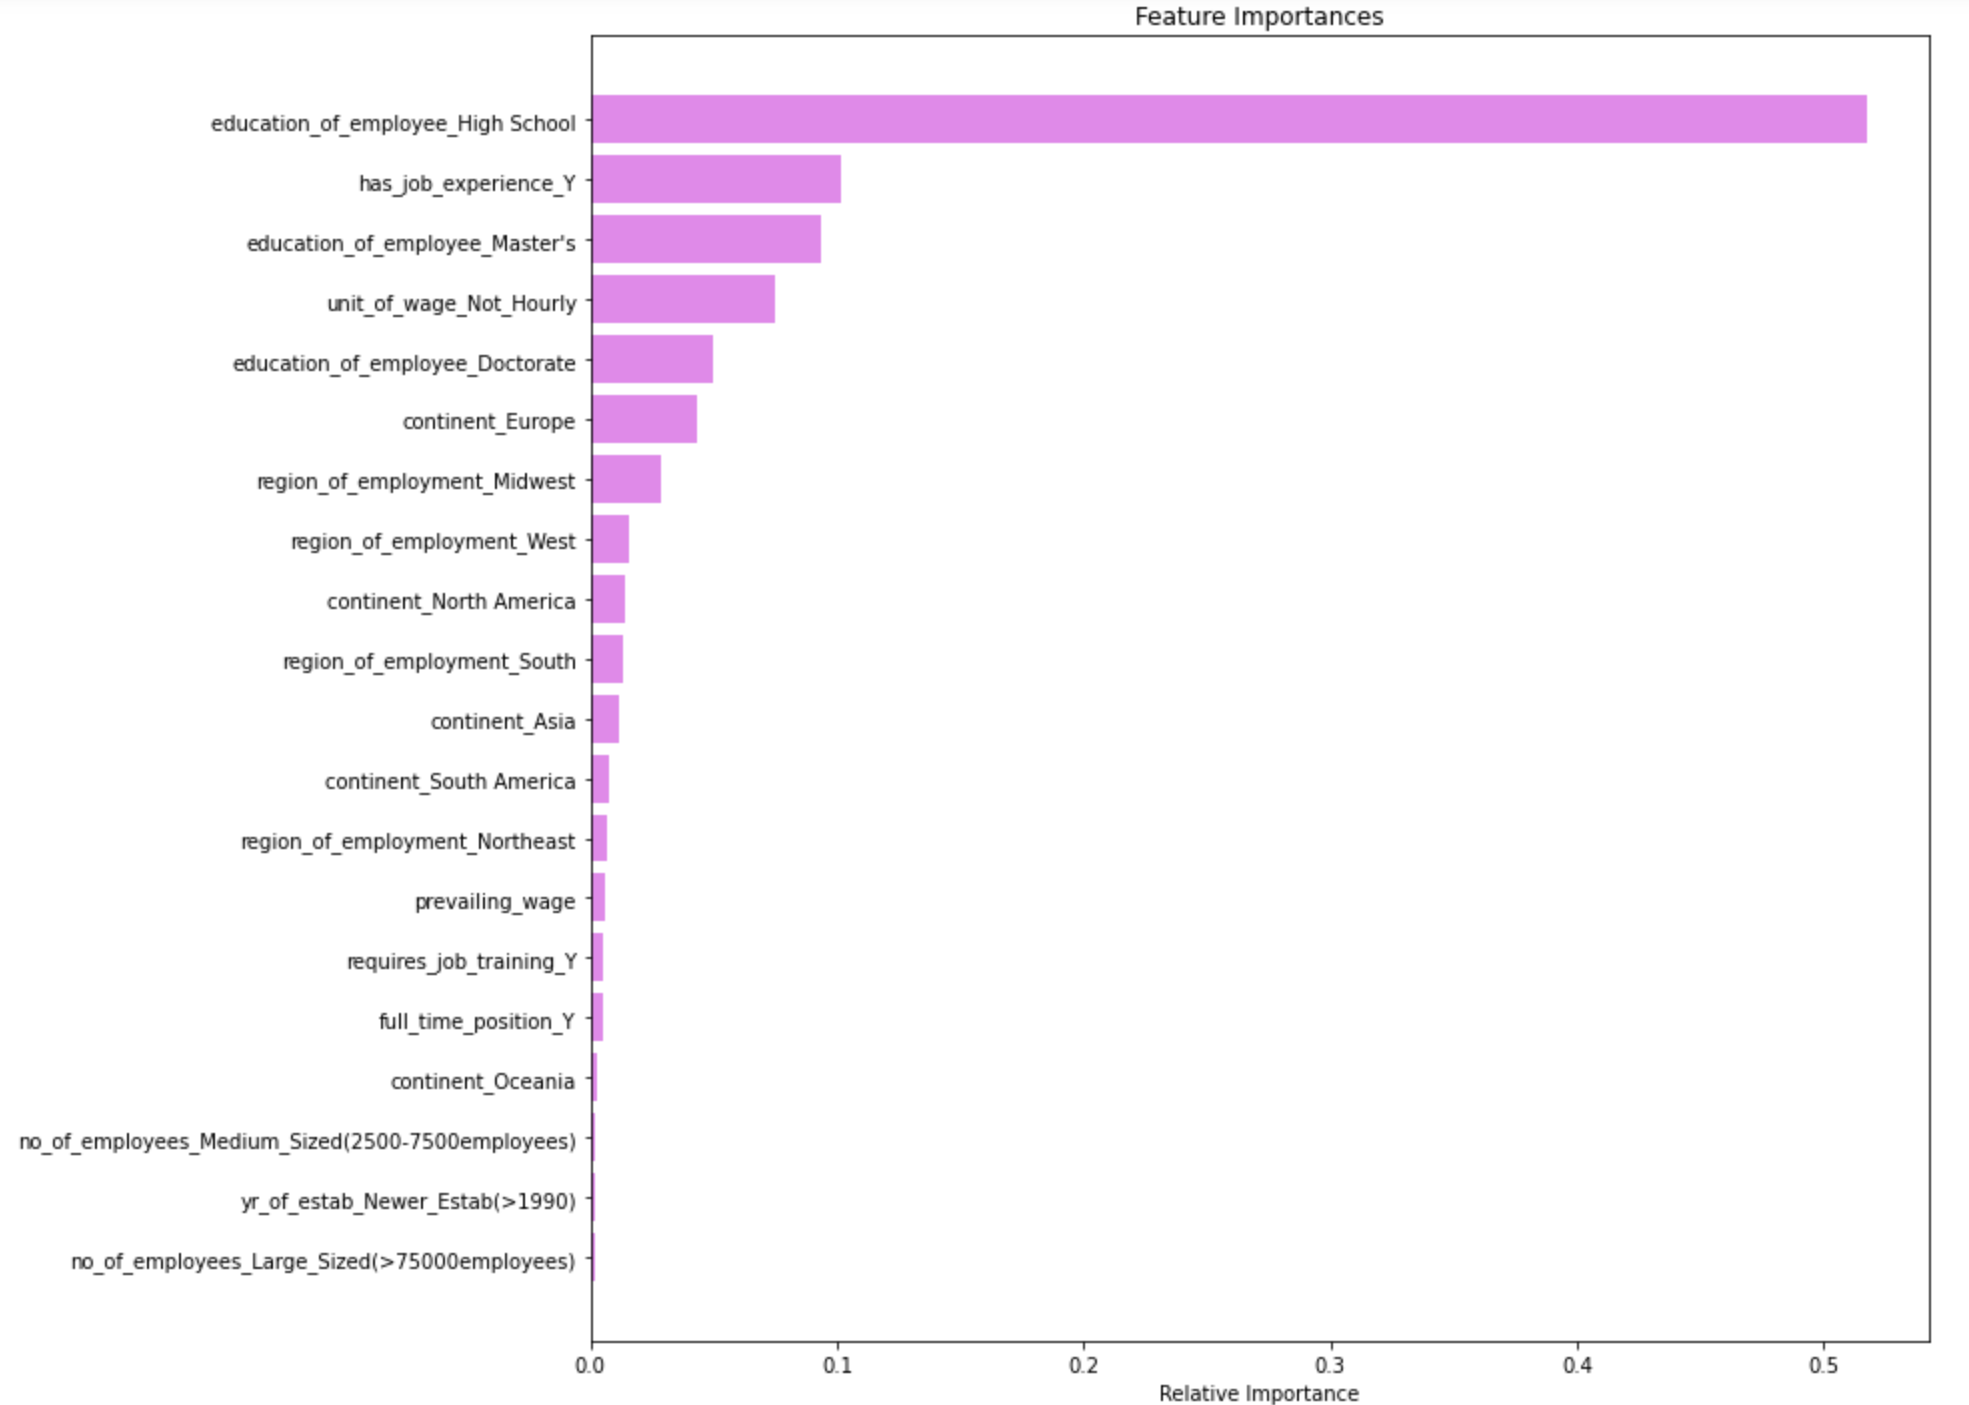 Feature Importances
education_of_employee_High School
has_job_experience_Y
education_of_employee_Master's
unit_of_wage_Not_Hourly
education_of_employee_Doctorate
continent_Europe
region_of_employment_Midwest
region_of_employment_West
continent_North America
region_of_employment_South
continent_Asia
continent_South America
region_of_employment_Northeast
prevailing_wage
requires_job_training_Y
full_time_position_Y
continent_Oceania
no_of_employees_Medium_Sized(2500-7500employees)
yr_of_estab_Newer_Estab(>1990)
no_of_employees_Large_Sized(>75000employees)
0.0 0.1 0.2 0.3 0.4 0.5
Relative Importance